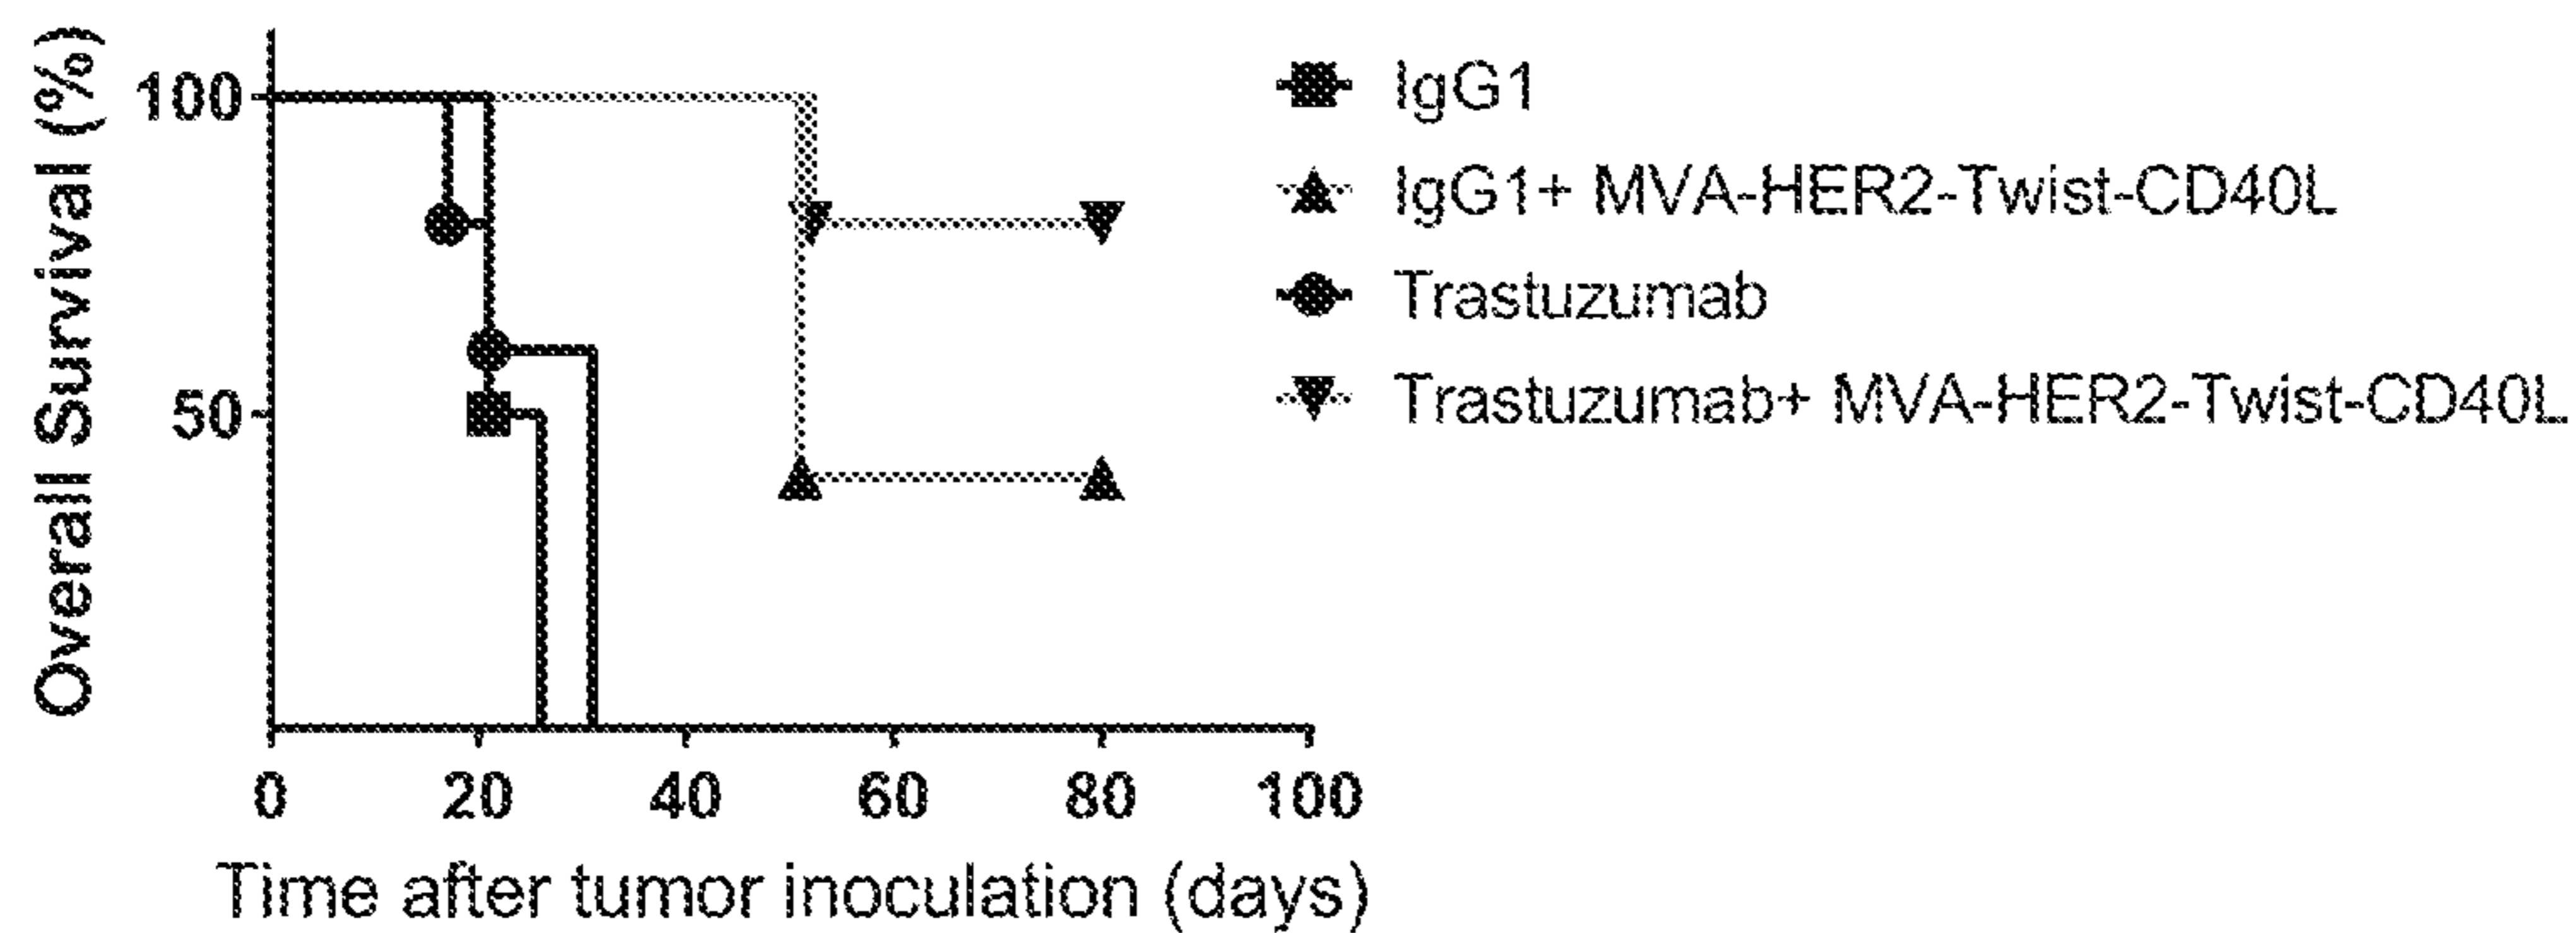 Overall Survival (%)
100
50
0 20 40 60 80 100
Time after tumor inoculation (days)
IgG1
IgG1+ MVA-HER2-Twist-CD40L
Trastuzumab
Trastuzumab+ MVA-HER2-Twist-CD40L